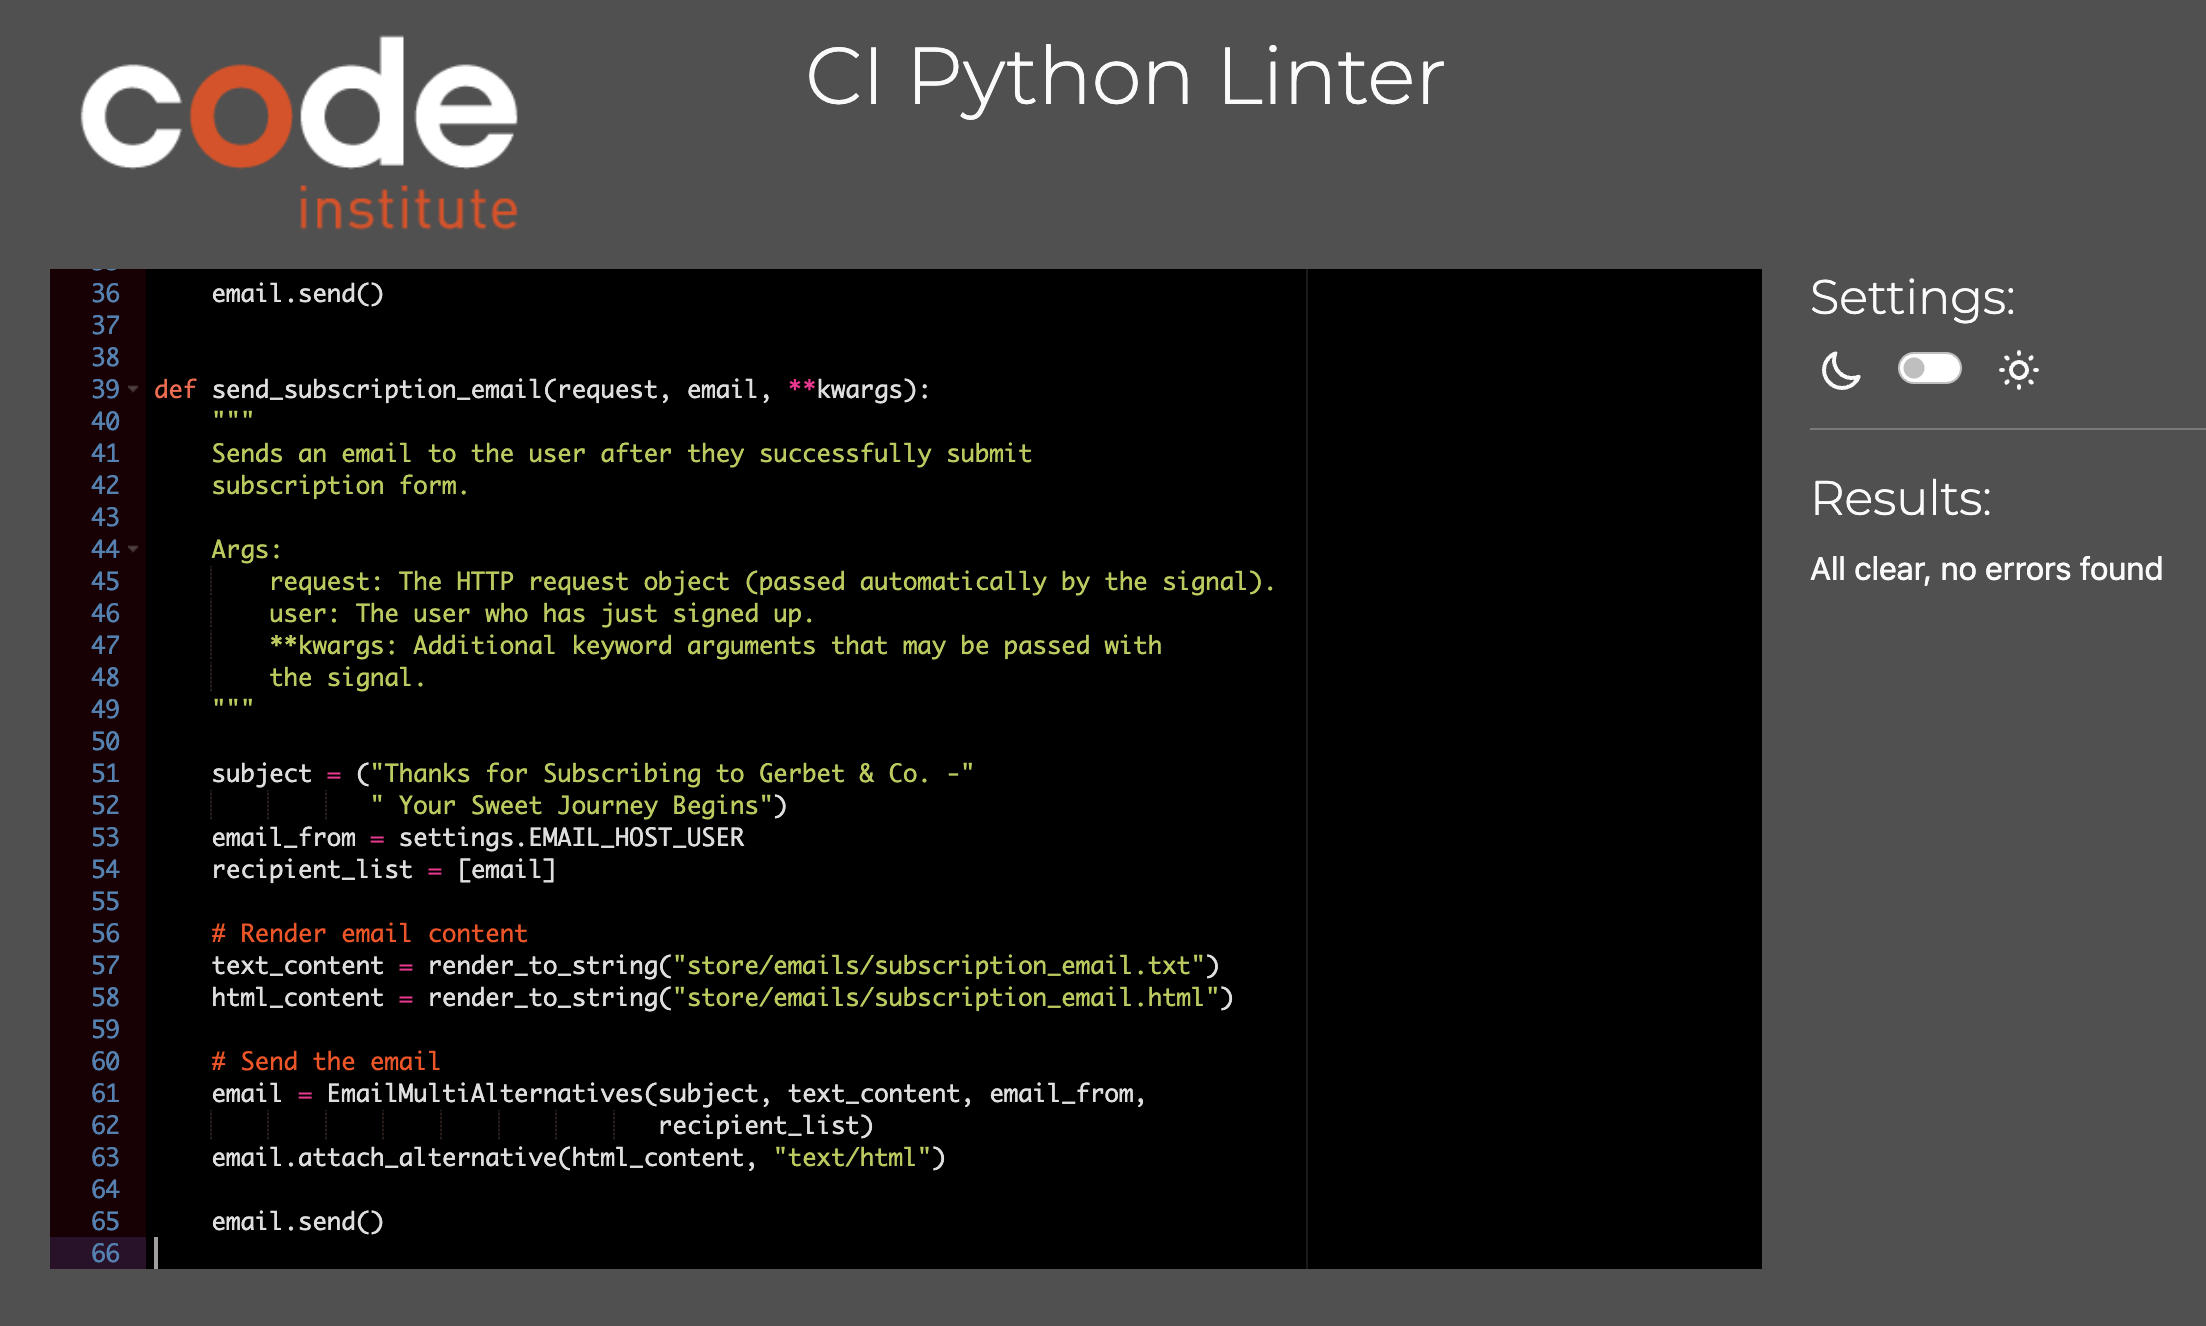 code
institute
CI Python Linter
36 email.send()
37
38
39 def send_subscription_email(request, email, **kwargs):
40 """
41 Sends an email to the user after they successfully submit
42 subscription form.
43
44 Args:
45 request: The HTTP request object (passed automatically by the signal).
46 user: The user who has just signed up.
47 **kwargs: Additional keyword arguments that may be passed with
48 the signal.
49 """
50
51 subject = ("Thanks for Subscribing to Gerbet & Co. -"
52 " Your Sweet Journey Begins")
53 email_from = settings.EMAIL_HOST_USER
54 recipient_list = [email]
55
56 # Render email content
57 text_content = render_to_string("store/emails/subscription_email.txt")
58 html_content = render_to_string("store/emails/subscription_email.html")
59
60 # Send the email
61 email = EmailMultiAlternatives(subject, text_content, email_from,
62 recipient_list)
63 email.attach_alternative(html_content, "text/html")
64
65 email.send()
66
Settings:
Results:
All clear, no errors found